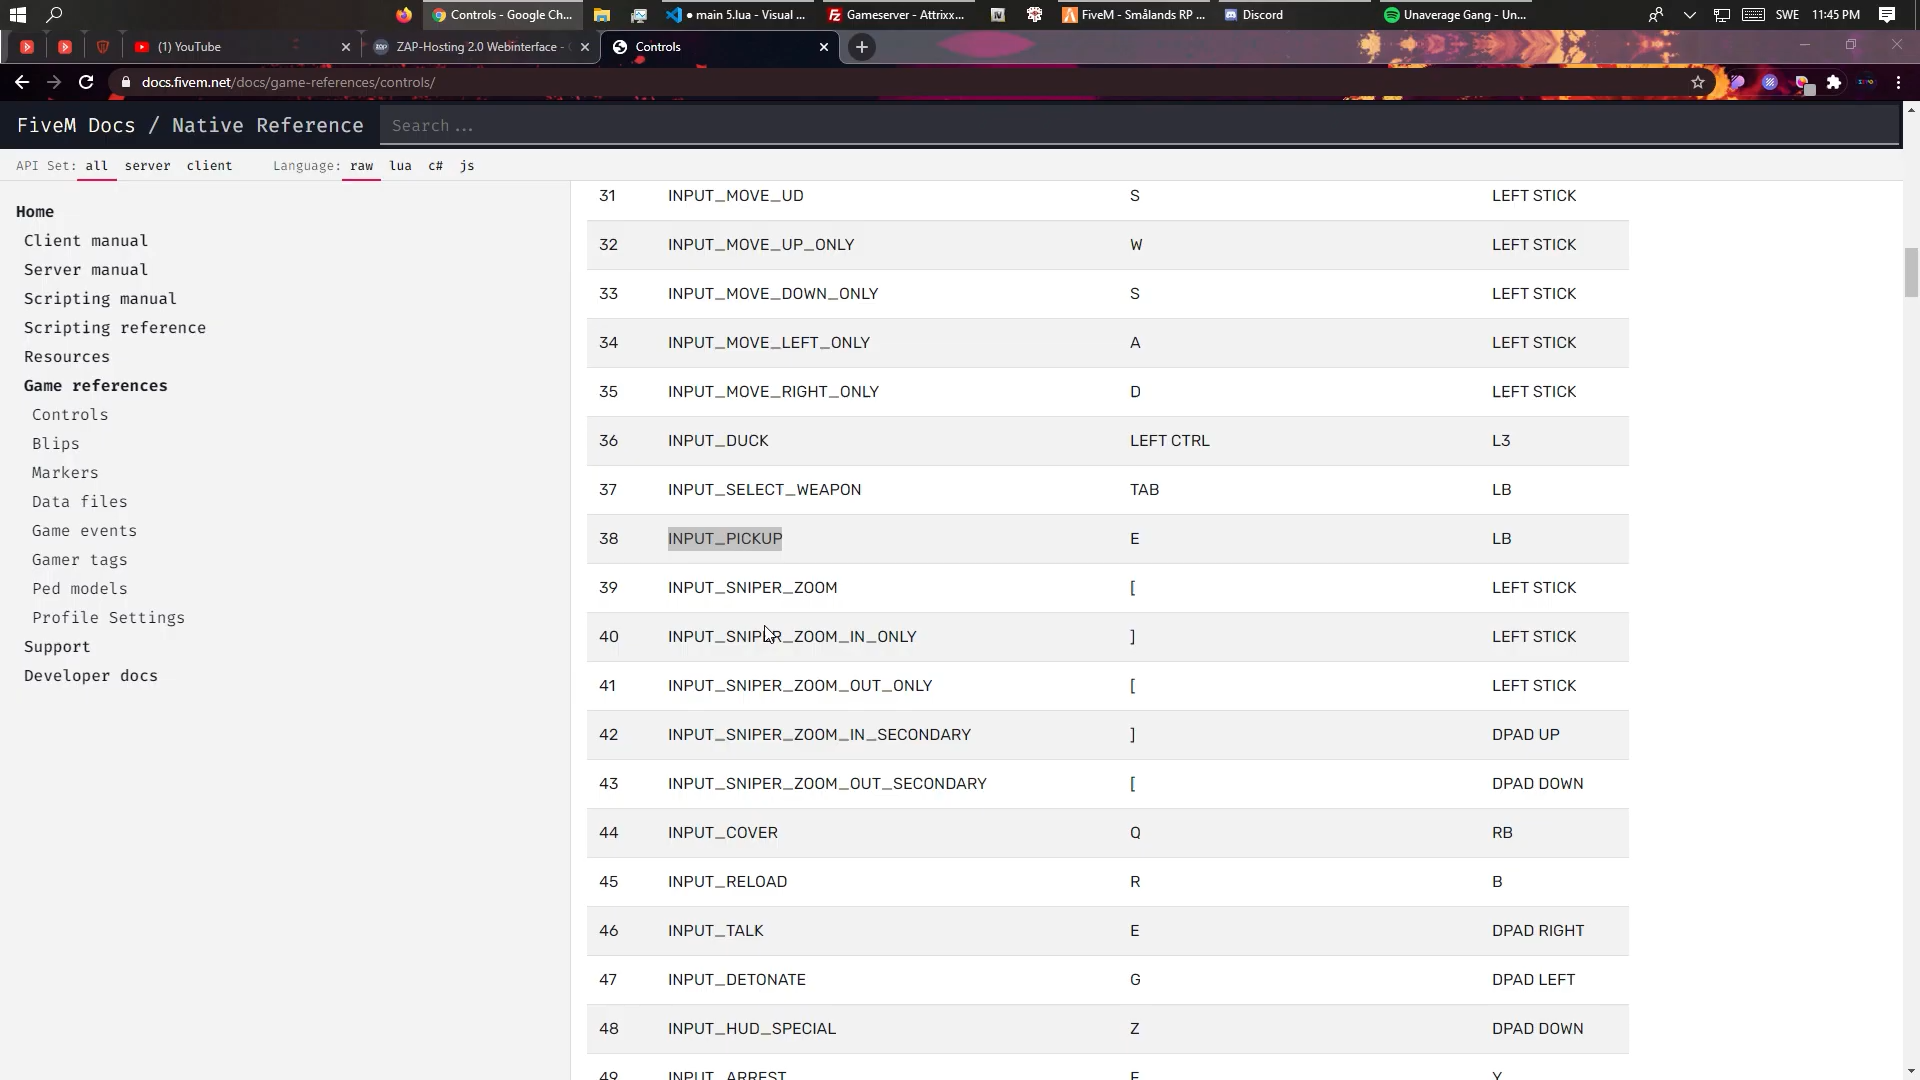 Controls - Google Ch...
main 5.lua - Visual ...
Gameserver - Attrixx...
FiveM - Smålands RP ...
Discord
Unaverage Gang - Un...
SWE 11:45 PM
(1) YouTube
ZAP-Hosting 2.0 Webinterface -
Controls
docs.fivem.net/docs/game-references/controls/
FiveM Docs / Native Reference
Search ...
API Set: all server client Language: raw lua c# js
Home
Client manual
Server manual
Scripting manual
Scripting reference
Resources
Game references
Controls
Blips
Markers
Data files
Game events
Gamer tags
Ped models
Profile Settings
Support
Developer docs
31 INPUT_MOVE_UD S LEFT STICK
32 INPUT_MOVE_UP_ONLY W LEFT STICK
33 INPUT_MOVE_DOWN_ONLY S LEFT STICK
34 INPUT_MOVE_LEFT_ONLY A LEFT STICK
35 INPUT_MOVE_RIGHT_ONLY D LEFT STICK
36 INPUT_DUCK LEFT CTRL L3
37 INPUT_SELECT_WEAPON TAB LB
38 INPUT_PICKUP E LB
39 INPUT_SNIPER_ZOOM [ LEFT STICK
40 INPUT_SNIPER_ZOOM_IN_ONLY ] LEFT STICK
41 INPUT_SNIPER_ZOOM_OUT_ONLY [ LEFT STICK
42 INPUT_SNIPER_ZOOM_IN_SECONDARY ] DPAD UP
43 INPUT_SNIPER_ZOOM_OUT_SECONDARY [ DPAD DOWN
44 INPUT_COVER Q RB
45 INPUT_RELOAD R B
46 INPUT_TALK E DPAD RIGHT
47 INPUT_DETONATE G DPAD LEFT
48 INPUT_HUD_SPECIAL Z DPAD DOWN
49 INPUT_ARREST F Y